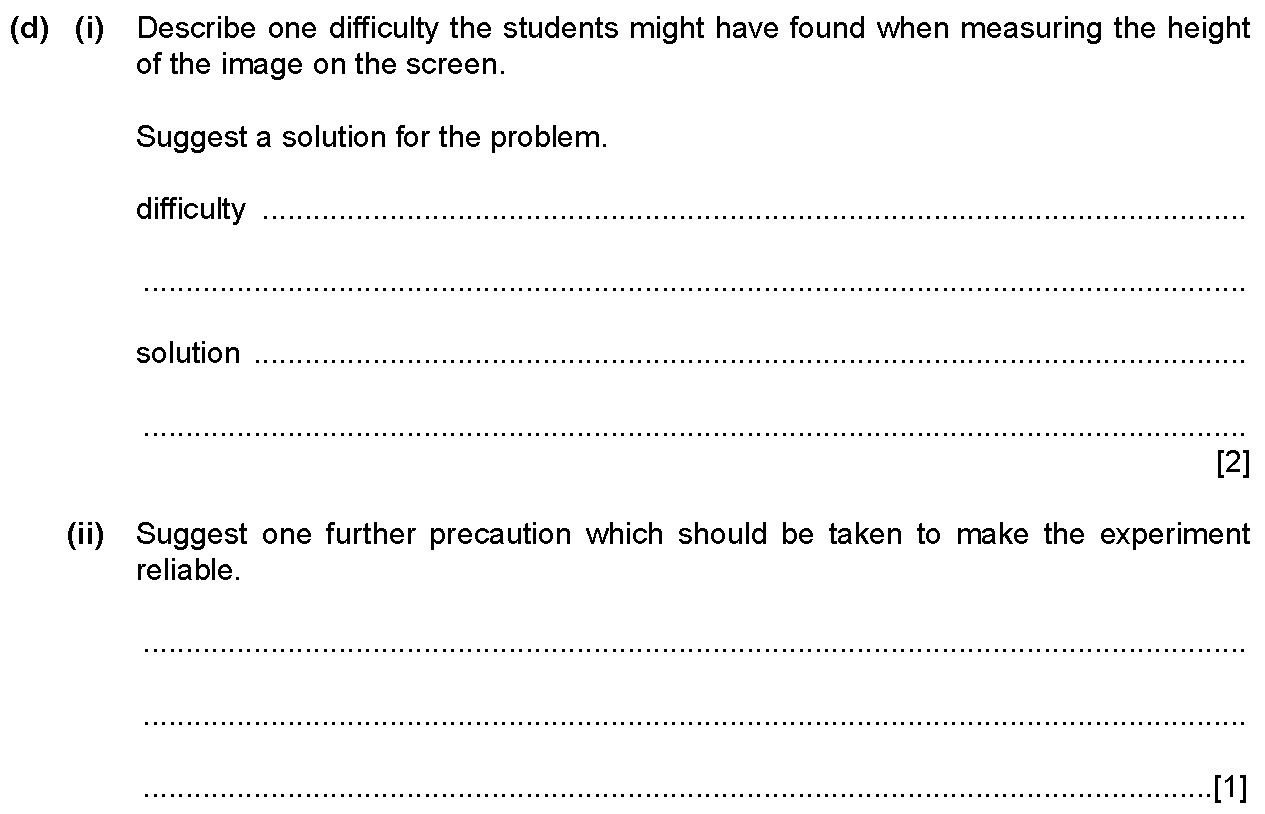 (d) (i) Describe one difficulty the students might have found when measuring the height
of the image on the screen.
Suggest a solution for the problem.
difficulty ..................................................................................................................
................................................................................................................................
solution ...................................................................................................................
................................................................................................................................
[2]
(ii) Suggest one further precaution which should be taken to make the experiment
reliable.
................................................................................................................................
................................................................................................................................
............................................................................................................................[1]